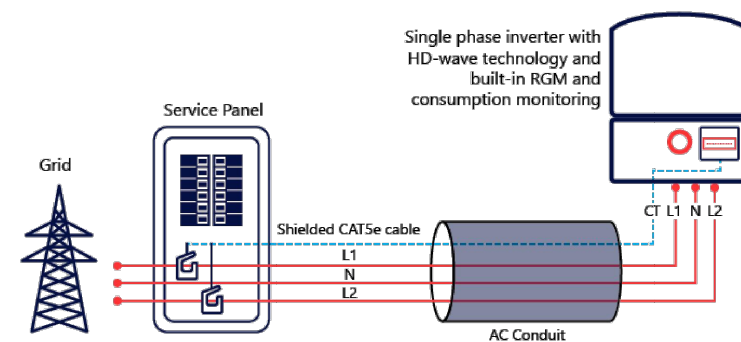 Single phase inverter with
HD-wave technology and
built-in RGM and
consumption monitoring
Service Panel
Grid
CT L1 N L2
Shielded CAT5e cable
L1
N
L2
AC Conduit